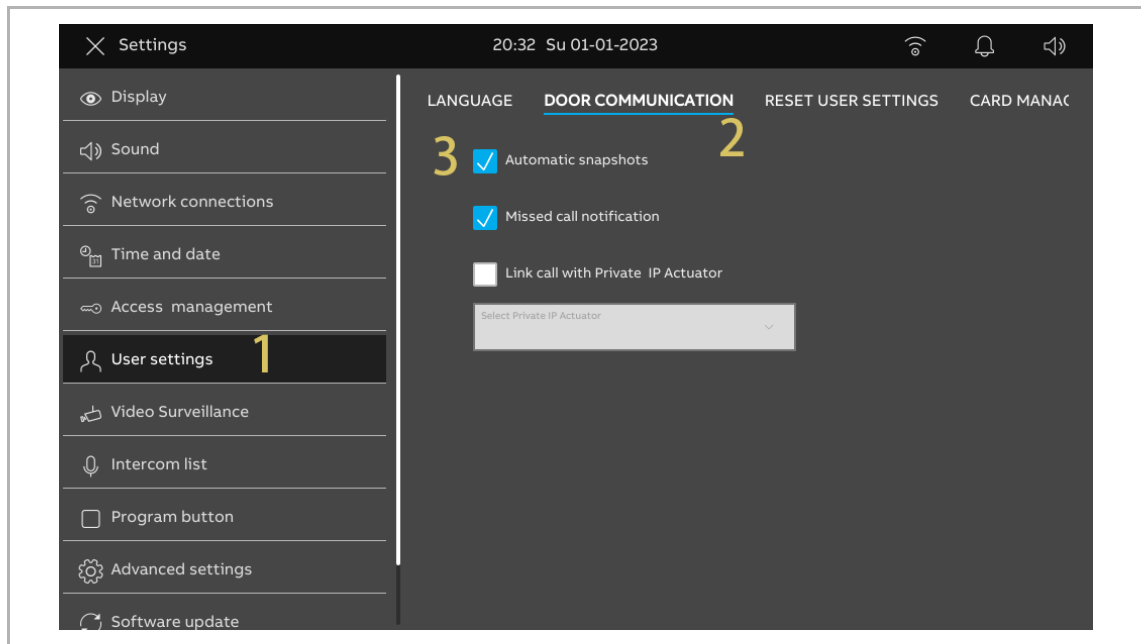 Settings
20:32 Su 01-01-2023
Display
Sound
Network connections
31
Time and date
Access management
User settings
1
Video Surveillance
Intercom list
Program button
Advanced settings
Software update
LANGUAGE DOOR COMMUNICATION RESET USER SETTINGS CARD MANAG
2
3
Automatic snapshots
Missed call notification
Link call with Private IP Actuator
Select Private IP Actuator